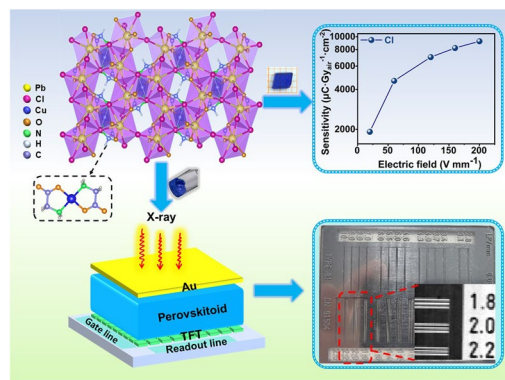 Pb
Cl
Cu
O
N
H
C
Sensitivity (μC·Gyair-1·cm-2)
10000
8000
6000
4000
2000
Cl
0 50 100 150 200
Electric field (V mm-1)
X-ray
Au
Perovskitoid
TFT
Gate line
Readout line
1.8
2.0
2.2